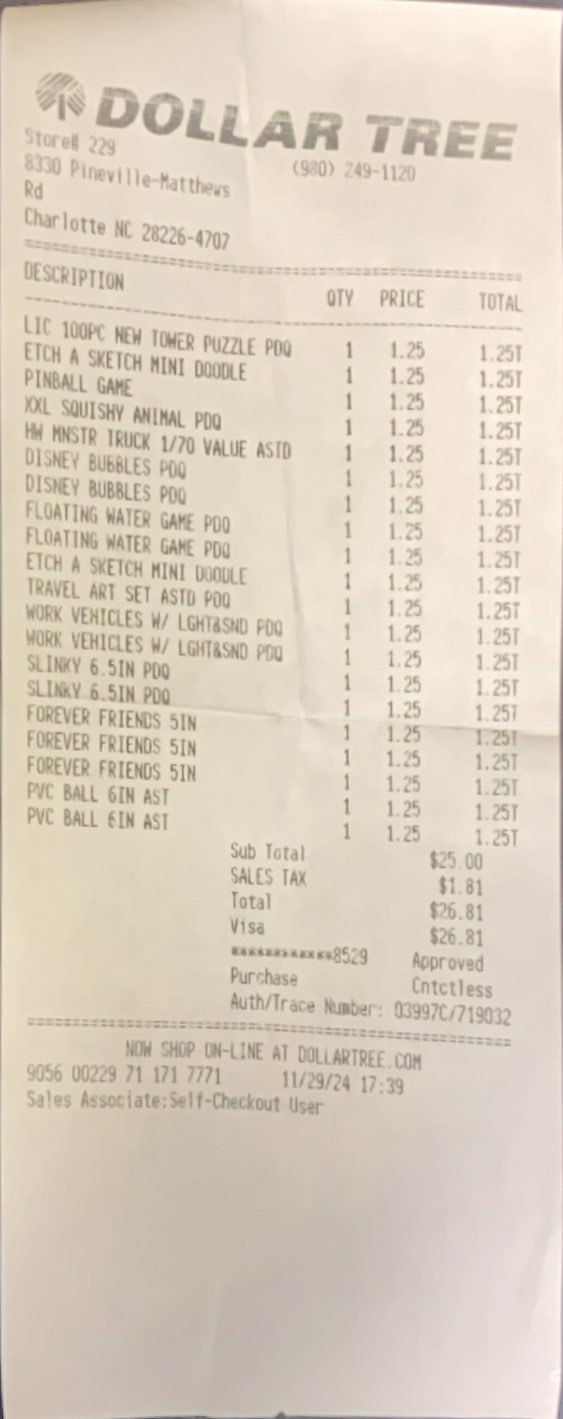 DOLLAR TREE
Store# 229
(980) 249-1120
8330 Pineville-Matthews
Rd
Charlotte NC 28226-4707
DESCRIPTION QTY PRICE TOTAL
LIC 100PC NEW TOWER PUZZLE PDQ 1 1.25 1.25T
ETCH A SKETCH MINI DOODLE 1 1.25 1.25T
PINBALL GAME 1 1.25 1.25T
XXL SQUISHY ANIMAL PDQ 1 1.25 1.25T
HW MNSTR TRUCK 1/70 VALUE ASTD 1 1.25 1.25T
DISNEY BUBBLES PDQ 1 1.25 1.25T
DISNEY BUBBLES PDQ 1 1.25 1.25T
FLOATING WATER GAME PDQ 1 1.25 1.25T
FLOATING WATER GAME PDQ 1 1.25 1.25T
ETCH A SKETCH MINI DOODLE 1 1.25 1.25T
TRAVEL ART SET ASTD PDQ 1 1.25 1.25T
WORK VEHICLES W/ LGHT&SND PDQ 1 1.25 1.25T
WORK VEHICLES W/ LGHT&SND PDQ 1 1.25 1.25T
SLINKY 6.5IN PDQ 1 1.25 1.25T
SLINKY 6.5IN PDQ 1 1.25 1.25T
FOREVER FRIENDS 5IN 1 1.25 1.25T
FOREVER FRIENDS 5IN 1 1.25 1.25T
FOREVER FRIENDS 5IN 1 1.25 1.25T
PVC BALL 6IN AST 1 1.25 1.25T
PVC BALL 6IN AST 1 1.25 1.25T
Sub Total $25.00
SALES TAX $1.81
Total $26.81
Visa $26.81
************8529 Approved
Purchase Cntctless
Auth/Trace Number: 03997C/719032
NOW SHOP ON-LINE AT DOLLARTREE.COM
9056 00229 71 171 7771 11/29/24 17:39
Sales Associate:Self-Checkout User